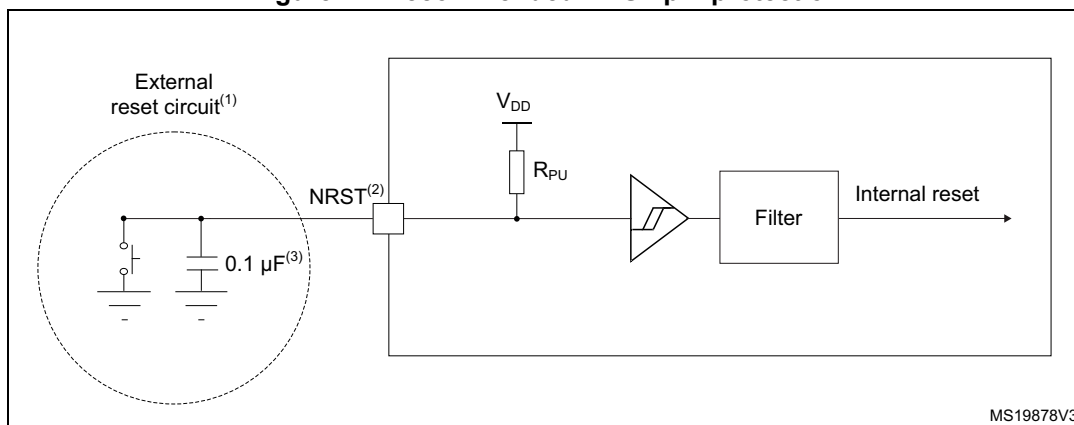 External
reset circuit(1)
VDD
RPU
NRST(2)
Filter
Internal reset
0.1 µF(3)
MS19878V3